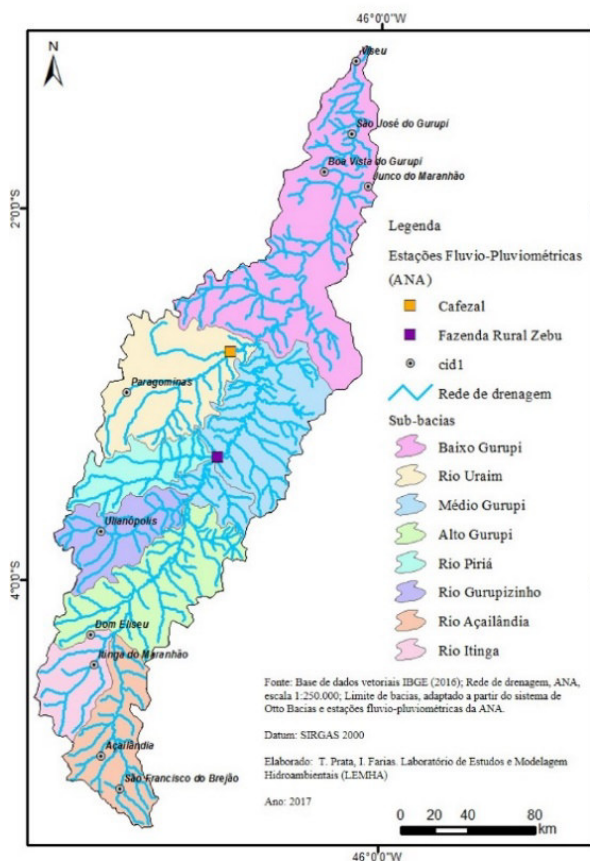 46°0'0"W
N
Viseu
São José do Gurupi
Boa Vista do Gurupi
Junco do Maranhão
2°0'0"S
Legenda
Estações Fluvio-Pluviométricas
(ANA)
Cafezal
Fazenda Rural Zebu
cid1
Rede de drenagem
Sub-bacias
Baixo Gurupi
Rio Uraim
Médio Gurupi
Alto Gurupi
Rio Piriá
Rio Gurupizinho
Rio Açailândia
Rio Itinga
Paragominas
Ulianópolis
4°0'0"S
Dom Eliseu
Itinga do Maranhão
Açailândia
São Francisco do Brejão
Fonte: Base de dados vetoriais IBGE (2016); Rede de drenagem, ANA,
escala 1:250.000; Limite de bacias, adaptado a partir do sistema de
Otto Bacias e estações fluvio-pluviométricas da ANA.
Datum: SIRGAS 2000
Elaborado: T. Prata, I. Farias. Laboratório de Estudos e Modelagem
Hidroambientais (LEMHA)
Ano: 2017
0 20 40 60 80
km
46°0'0"W